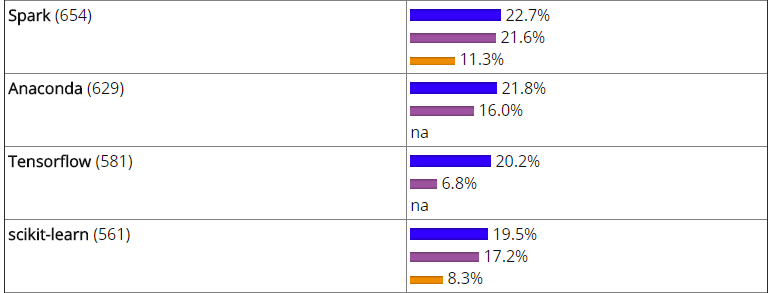 Spark (654)
22.7%
21.6%
11.3%
Anaconda (629)
21.8%
16.0%
na
Tensorflow (581)
20.2%
6.8%
na
scikit-learn (561)
19.5%
17.2%
8.3%